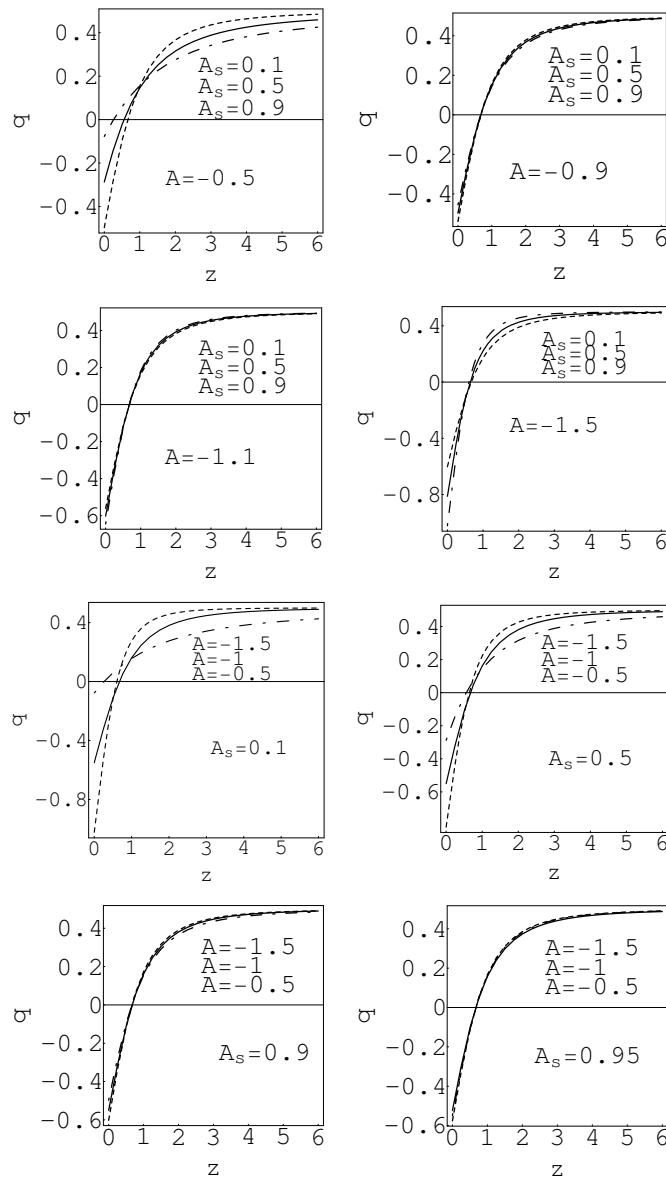 0.4
0.2
0
-0.2
-0.4
q
A_s=0.1
A_s=0.5
A_s=0.9
A=-0.5
0 1 2 3 4 5 6
z
0.4
0.2
0
-0.2
-0.4
q
A_s=0.1
A_s=0.5
A_s=0.9
A=-0.9
0 1 2 3 4 5 6
z
0.4
0.2
0
-0.2
-0.4
-0.6
q
A_s=0.1
A_s=0.5
A_s=0.9
A=-1.1
0 1 2 3 4 5 6
z
0.4
0
-0.4
-0.8
q
A_s=0.1
A_s=0.5
A_s=0.9
A=-1.5
0 1 2 3 4 5 6
z
0.4
0
-0.4
-0.8
q
A=-1.5
A=-1
A=-0.5
A_s=0.1
0 1 2 3 4 5 6
z
0.4
0.2
0
-0.2
-0.4
-0.6
q
A=-1.5
A=-1
A=-0.5
A_s=0.5
0 1 2 3 4 5 6
z
0.4
0.2
0
-0.2
-0.4
-0.6
q
A=-1.5
A=-1
A=-0.5
A_s=0.9
0 1 2 3 4 5 6
z
0.4
0.2
0
-0.2
-0.4
-0.6
q
A=-1.5
A=-1
A=-0.5
A_s=0.95
0 1 2 3 4 5 6
z